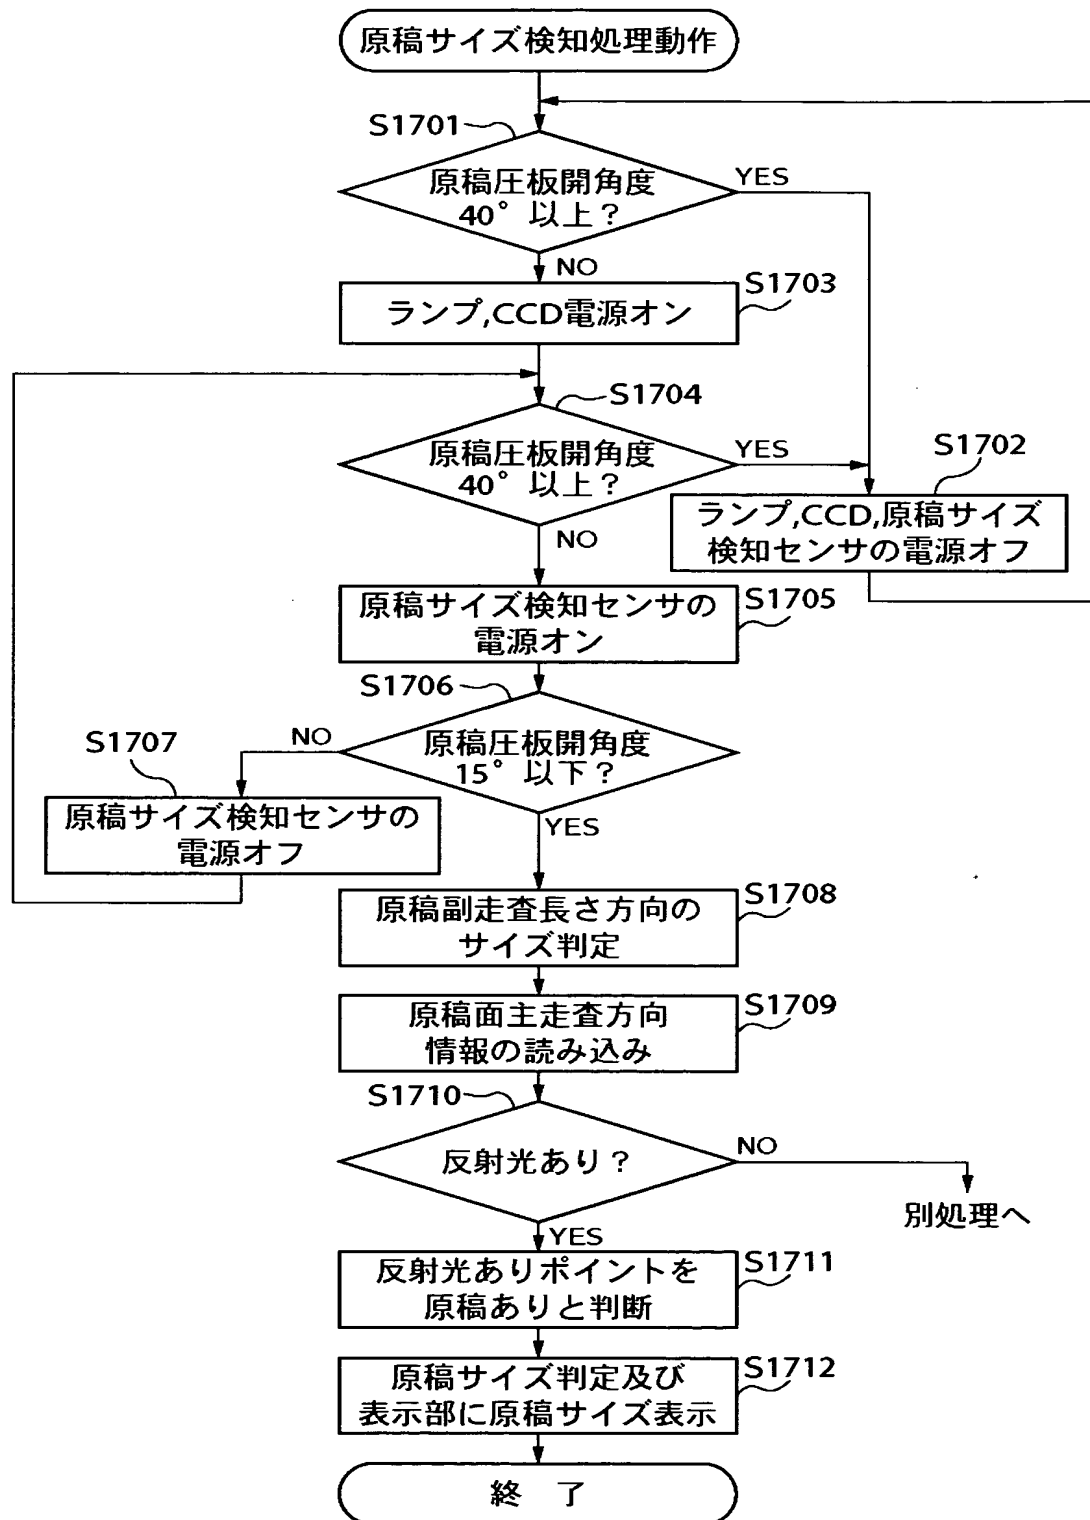 原稿サイズ検知処理動作
S1701
原稿圧板開角度
40°以上?
YES
NO
S1703
ランプ,CCD電源オン
S1704
原稿圧板開角度
40°以上?
YES
NO
S1702
ランプ,CCD,原稿サイズ
検知センサの電源オフ
S1705
原稿サイズ検知センサの
電源オン
S1706
原稿圧板開角度
15°以下?
NO
YES
S1707
原稿サイズ検知センサの
電源オフ
S1708
原稿副走査長さ方向の
サイズ判定
S1709
原稿面主走査方向
情報の読み込み
S1710
反射光あり?
NO
別処理へ
YES
S1711
反射光ありポイントを
原稿ありと判断
S1712
原稿サイズ判定及び
表示部に原稿サイズ表示
終 了